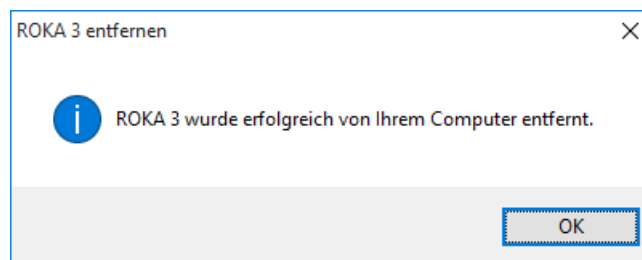 ROKA 3 entfernen
ROKA 3 wurde erfolgreich von Ihrem Computer entfernt.
OK